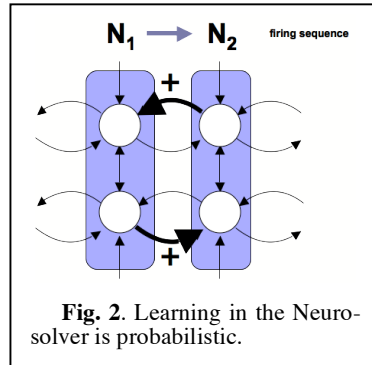 N1 N2 firing sequence
+
+
Fig. 2. Learning in the Neuro-
solver is probabilistic.